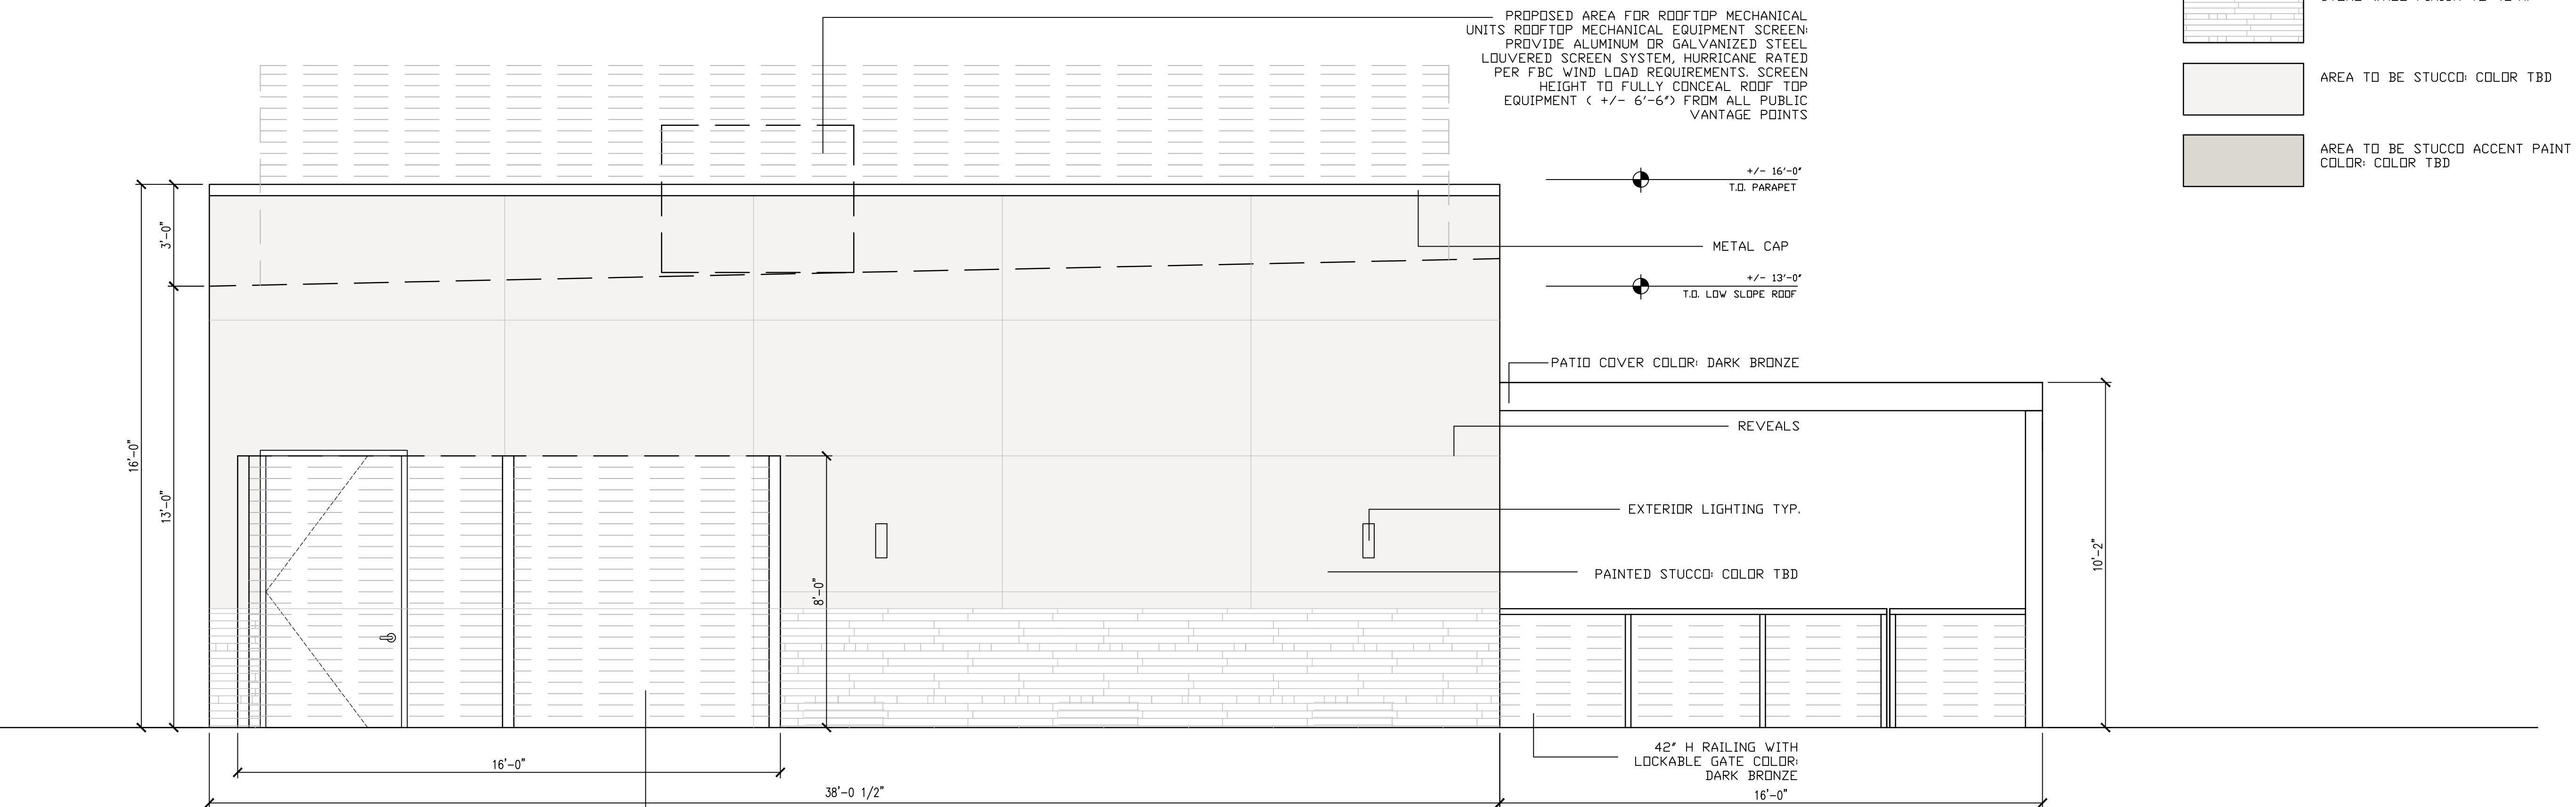 PROPOSED AREA FOR ROOFTOP MECHANICAL
UNITS ROOFTOP MECHANICAL EQUIPMENT SCREEN:
PROVIDE ALUMINUM OR GALVANIZED STEEL
LOUVERED SCREEN SYSTEM, HURRICANE RATED
PER FBC WIND LOAD REQUIREMENTS. SCREEN
HEIGHT TO FULLY CONCEAL ROOF TOP
EQUIPMENT ( +/- 6'-6") FROM ALL PUBLIC
VANTAGE POINTS
AREA TO BE STUCCO: COLOR TBD
AREA TO BE STUCCO ACCENT PAINT
COLOR: COLOR TBD
+/- 16'-0"
T.O. PARAPET
METAL CAP
+/- 13'-0"
T.O. LOW SLOPE ROOF
PATIO COVER COLOR: DARK BRONZE
REVEALS
EXTERIOR LIGHTING TYP.
PAINTED STUCCO: COLOR TBD
42" H RAILING WITH
LOCKABLE GATE COLOR:
DARK BRONZE
3'-0"
16'-0"
13'-0"
8'-0"
10'-2"
16'-0"
38'-0 1/2"
16'-0"